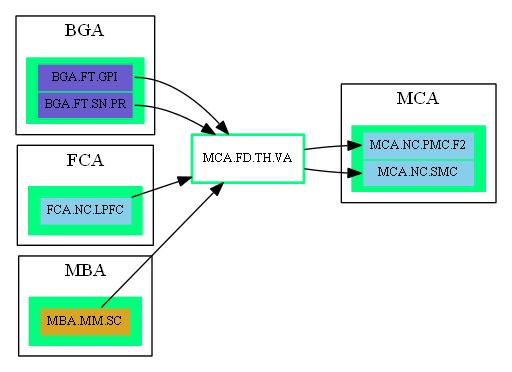 BGA
BGA.FT.GPI
BGA.FT.SN.PR
FCA
FCA.NC.LPFC
MBA
MBA.MM.SC
MCA.FD.TH.VA
MCA
MCA.NC.PMC.F2
MCA.NC.SMC